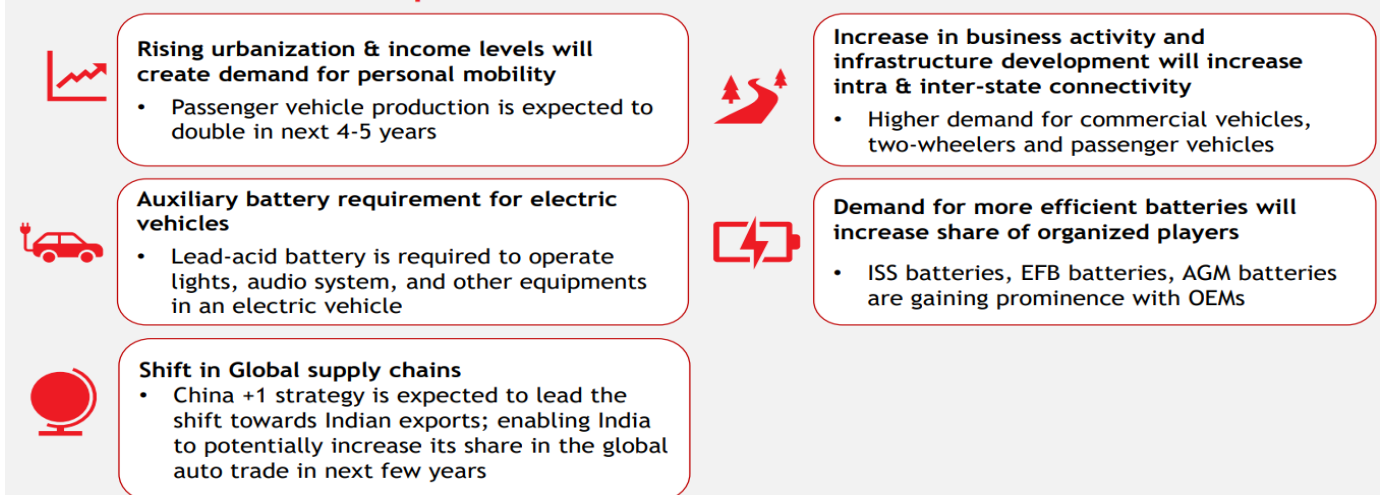 Rising urbanization & income levels will
create demand for personal mobility
• Passenger vehicle production is expected to
double in next 4-5 years
Increase in business activity and
infrastructure development will increase
intra & inter-state connectivity
• Higher demand for commercial vehicles,
two-wheelers and passenger vehicles
Auxiliary battery requirement for electric
vehicles
• Lead-acid battery is required to operate
lights, audio system, and other equipments
in an electric vehicle
Demand for more efficient batteries will
increase share of organized players
• ISS batteries, EFB batteries, AGM batteries
are gaining prominence with OEMs
Shift in Global supply chains
• China +1 strategy is expected to lead the
shift towards Indian exports; enabling India
to potentially increase its share in the global
auto trade in next few years